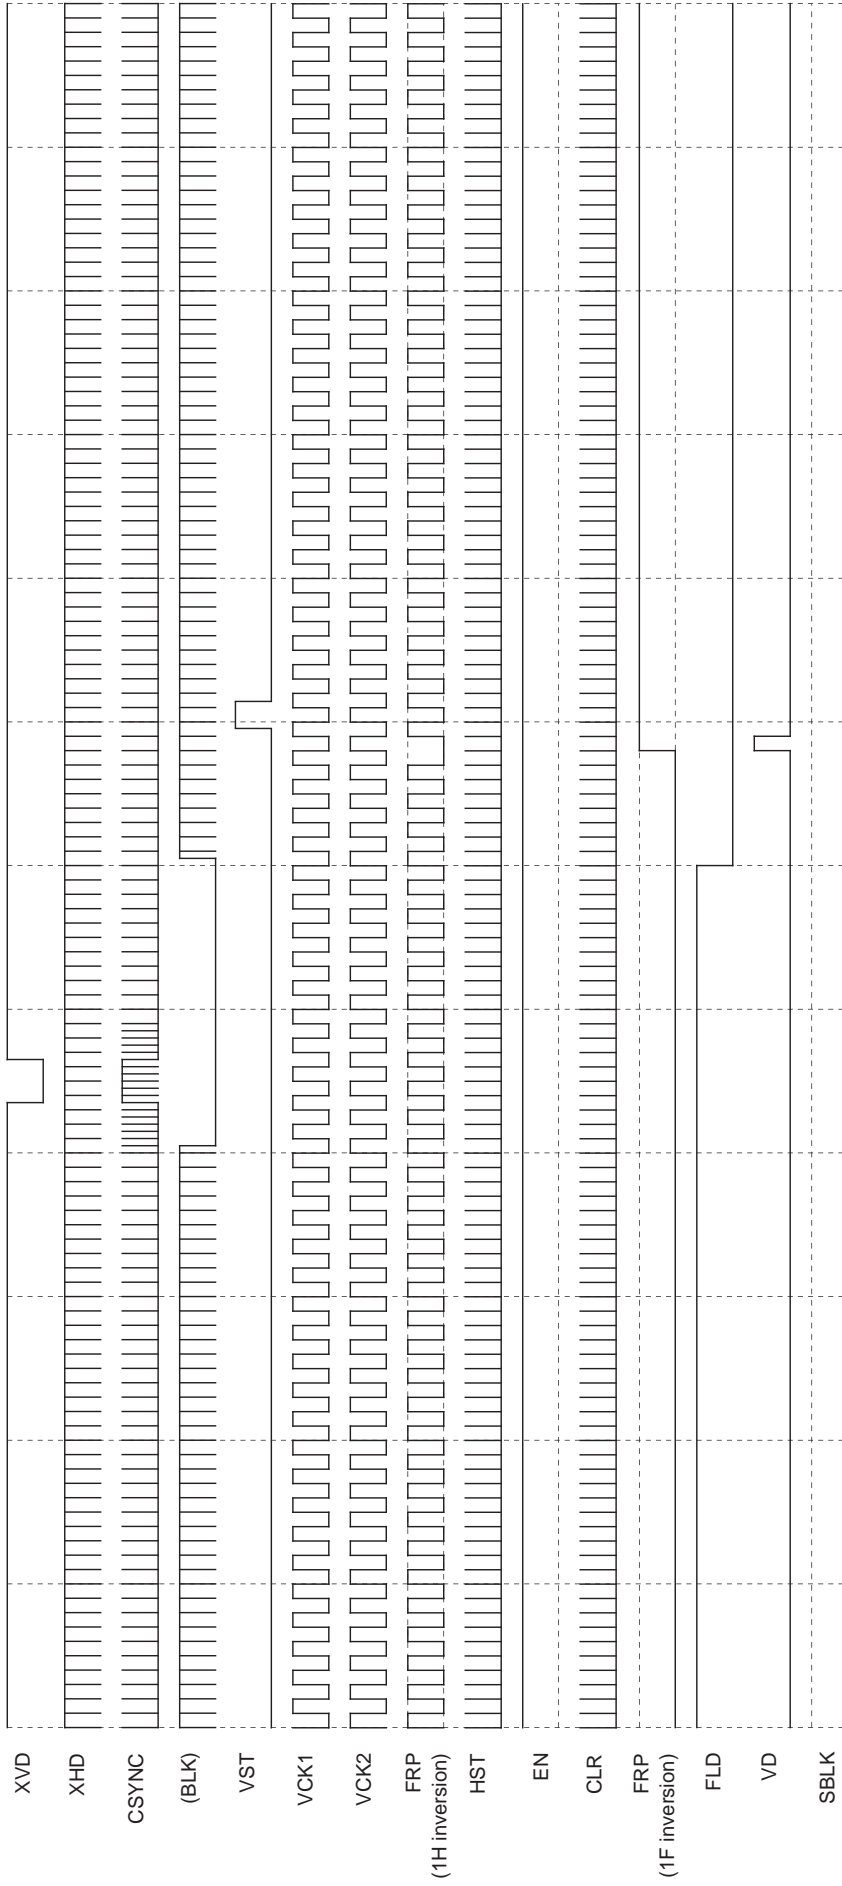 XVD
XHD
CSYNC
(BLK)
VST
VCK1
VCK2
FRP
(1H inversion)
HST
EN
CLR
FRP
(1F inversion)
FLD
VD
SBLK